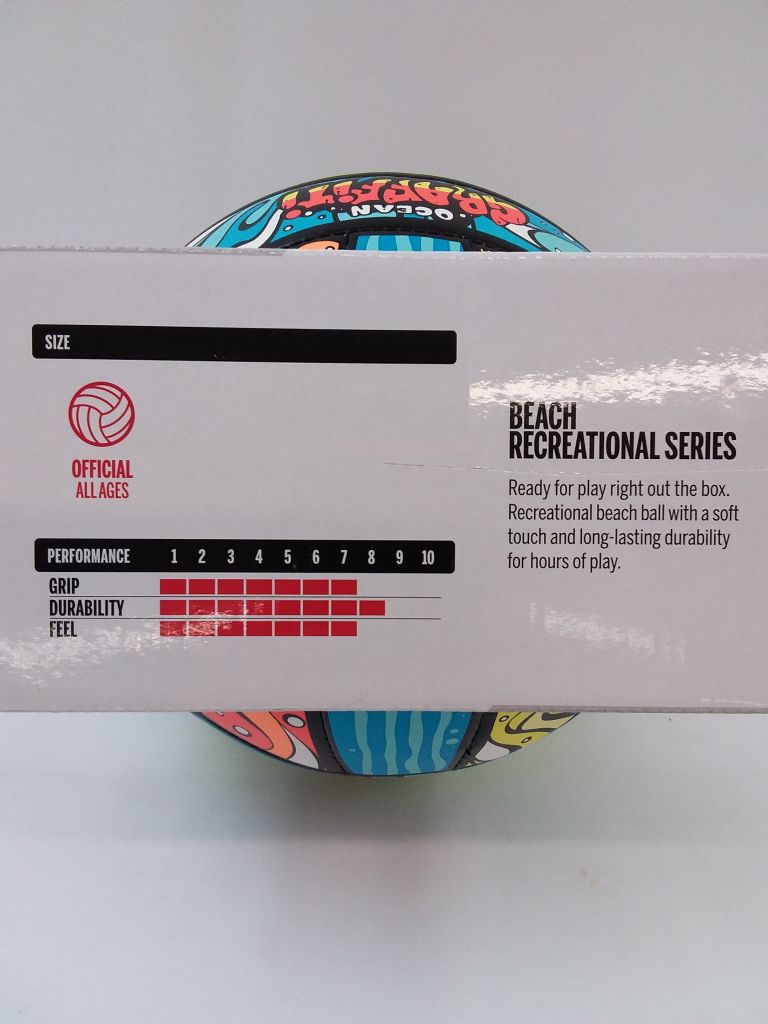 GRAFFITI
OCEAN
SIZE
OFFICIAL
ALL AGES
BEACH
RECREATIONAL SERIES
Ready for play right out the box.
Recreational beach ball with a soft
touch and long-lasting durability
for hours of play.
PERFORMANCE 1 2 3 4 5 6 7 8 9 10
GRIP
DURABILITY
FEEL